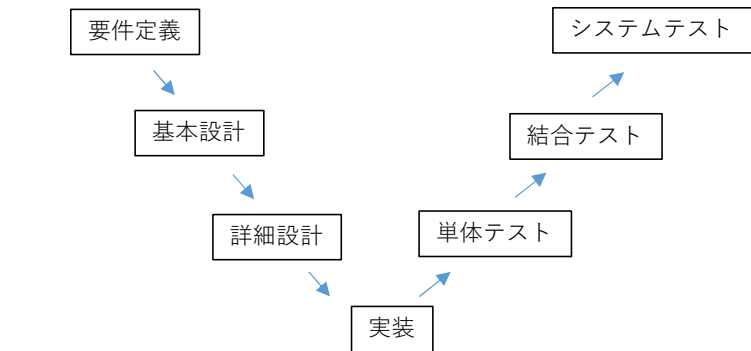 要件定義
システムテスト
基本設計
結合テスト
詳細設計
単体テスト
実装